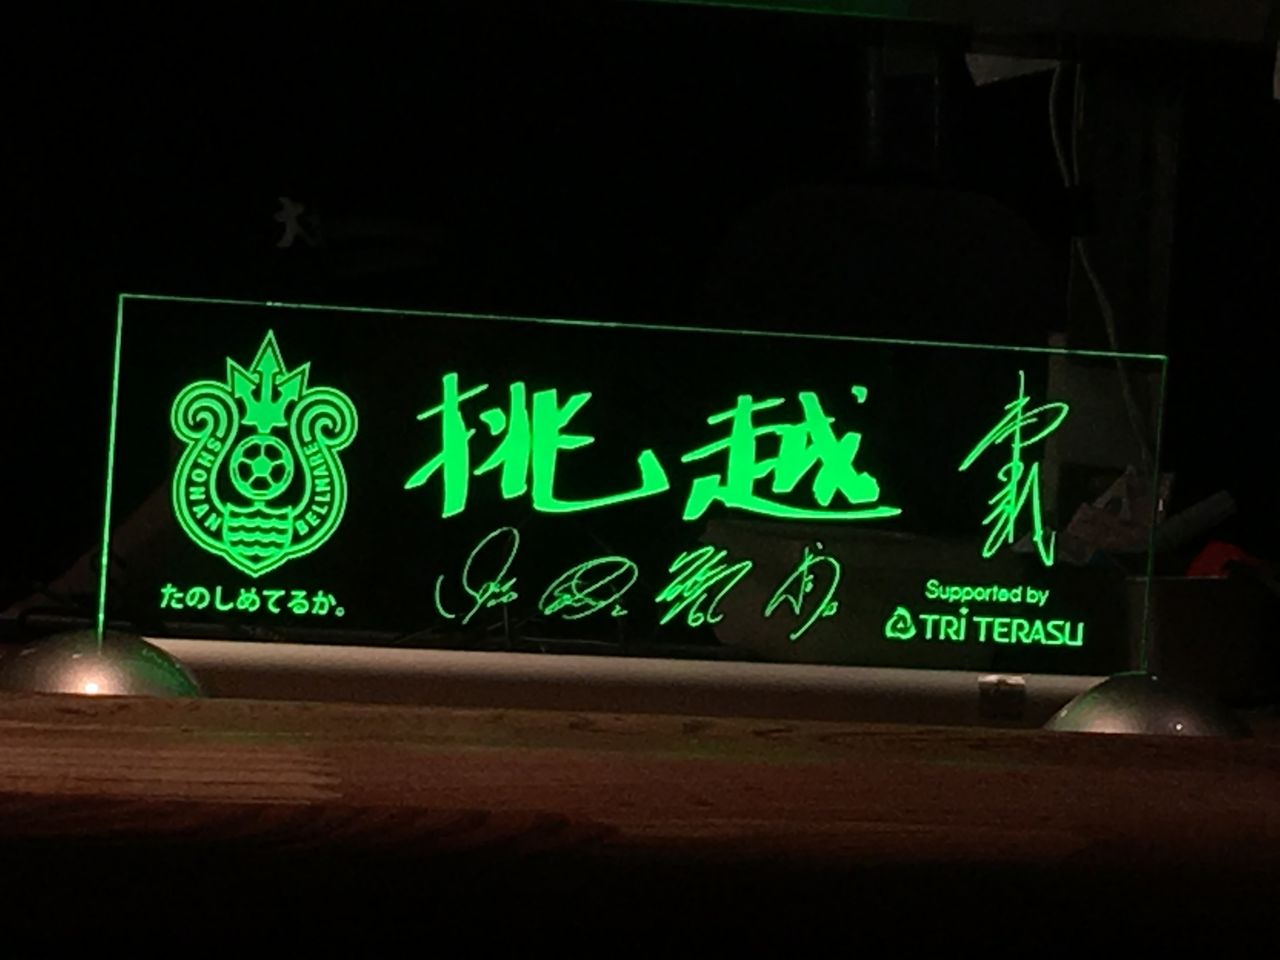 SHONAN BELLMARE
挑越
たのしめてるか。
Supported by
TRI TERASU